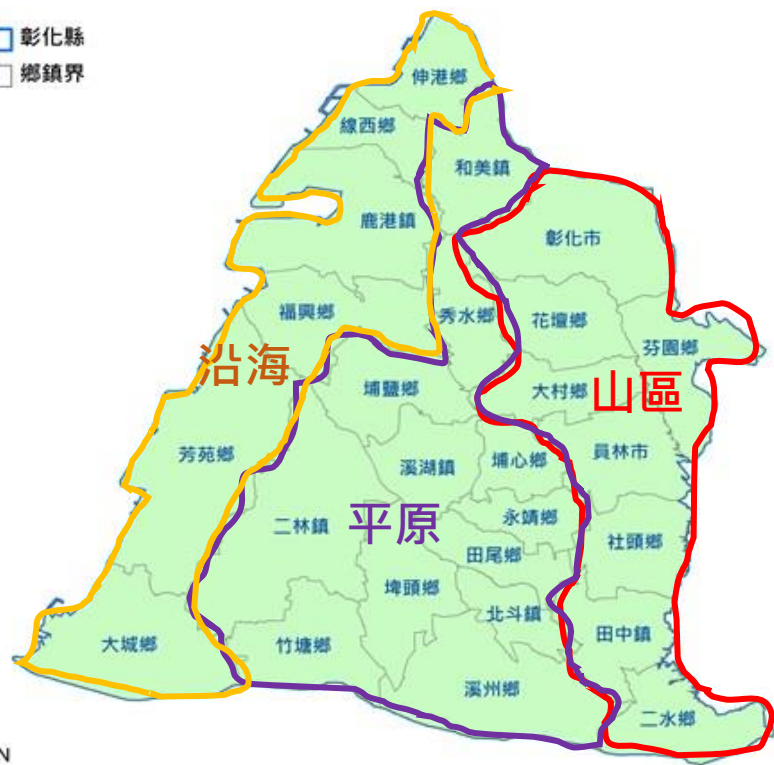 彰化縣
鄉鎮界
伸港鄉
線西鄉
和美鎮
鹿港鎮
彰化市
福興鄉
秀水鄉
花壇鄉
芬園鄉
沿海
埔鹽鄉
大村鄉
山區
芳苑鄉
溪湖鎮
埔心鄉
員林市
二林鎮
平原
永靖鄉
社頭鄉
田尾鄉
埤頭鄉
北斗鎮
田中鎮
大城鄉
竹塘鄉
溪州鄉
二水鄉
N